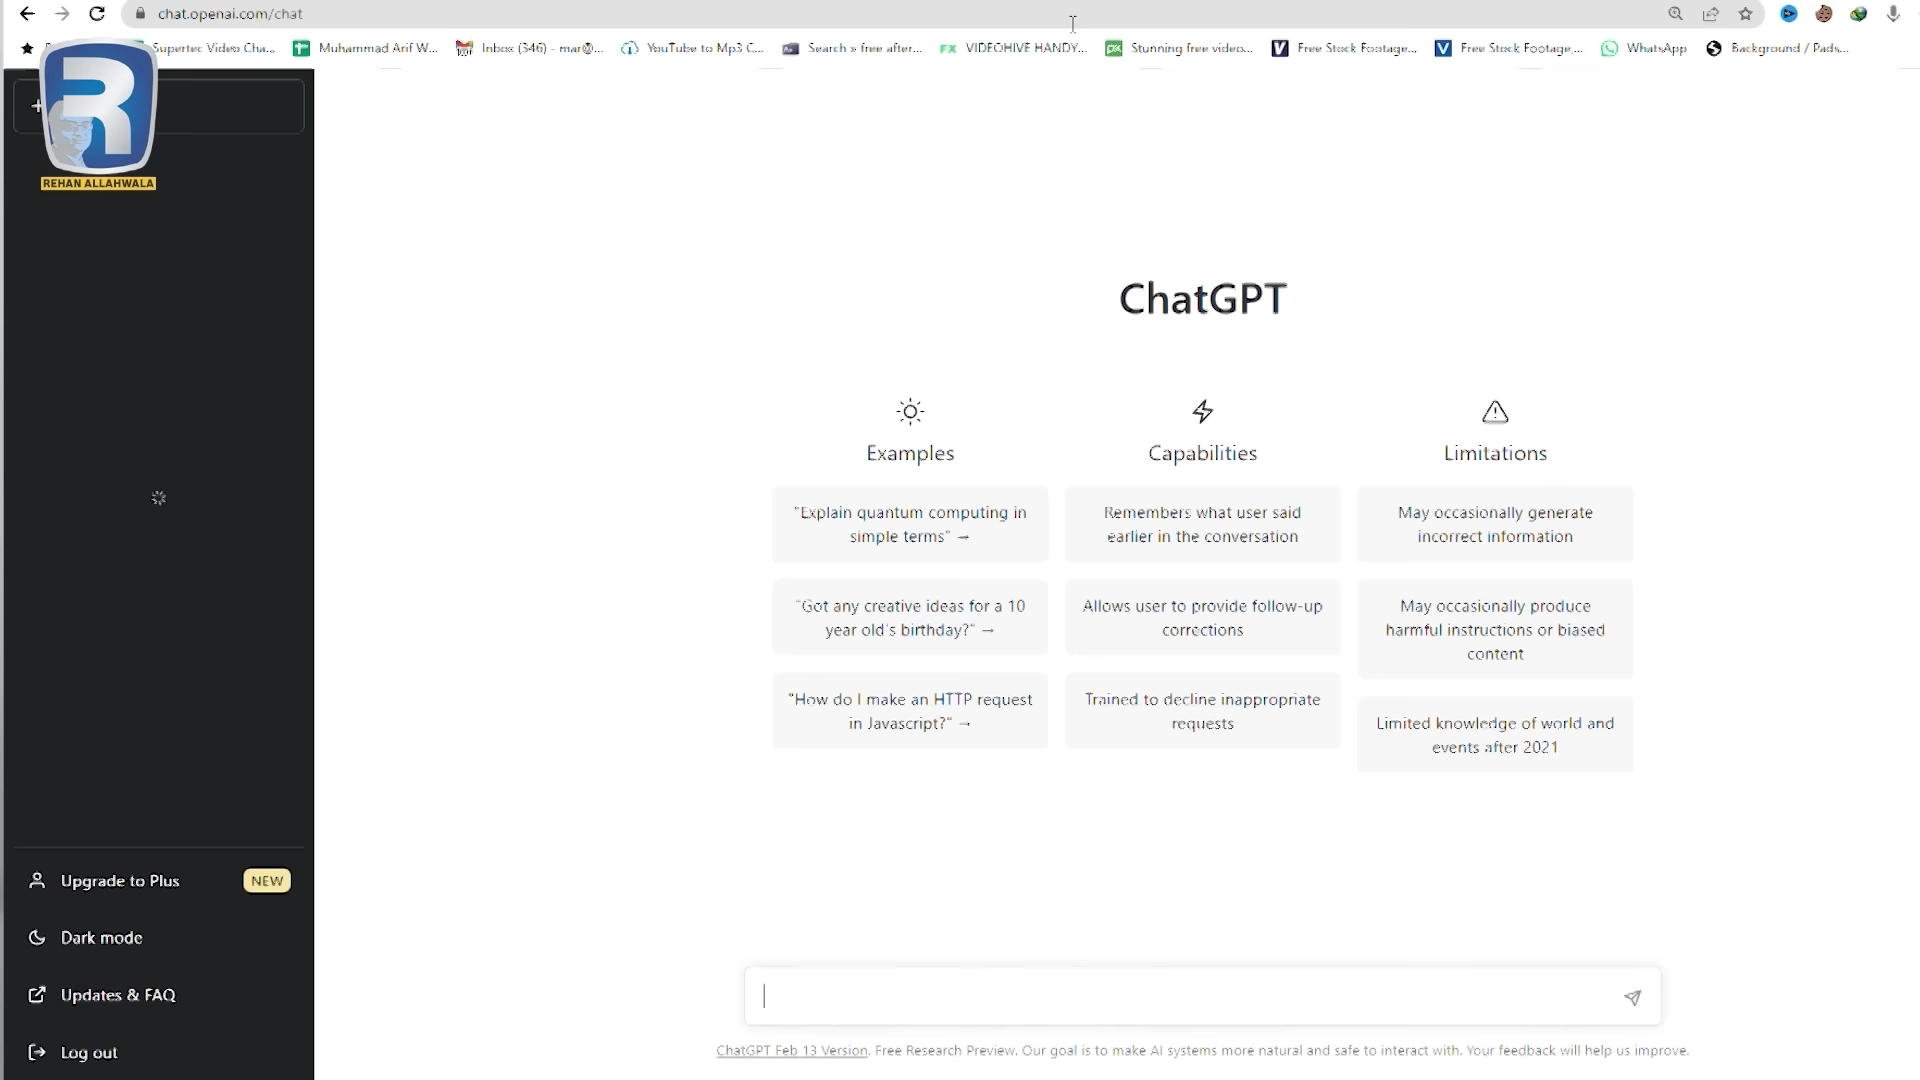 chat.openai.com/chat
Supertec Video Cha...
Muhammad Arif W...
Inbox (346) - mar@...
YouTube to Mp3 C...
Search » free after...
FX VIDEOHIVE HANDY...
Stunning free video...
Free Stock Footage...
Free Stock Footage,...
WhatsApp
Background / Pads...
R
REHAN ALLAHWALA
ChatGPT
Examples
"Explain quantum computing in
simple terms" →
"Got any creative ideas for a 10
year old's birthday?" →
"How do I make an HTTP request
in Javascript?" →
Capabilities
Remembers what user said
earlier in the conversation
Allows user to provide follow-up
corrections
Trained to decline inappropriate
requests
Limitations
May occasionally generate
incorrect information
May occasionally produce
harmful instructions or biased
content
Limited knowledge of world and
events after 2021
Upgrade to Plus NEW
Dark mode
Updates & FAQ
Log out
ChatGPT Feb 13 Version. Free Research Preview. Our goal is to make AI systems more natural and safe to interact with. Your feedback will help us improve.